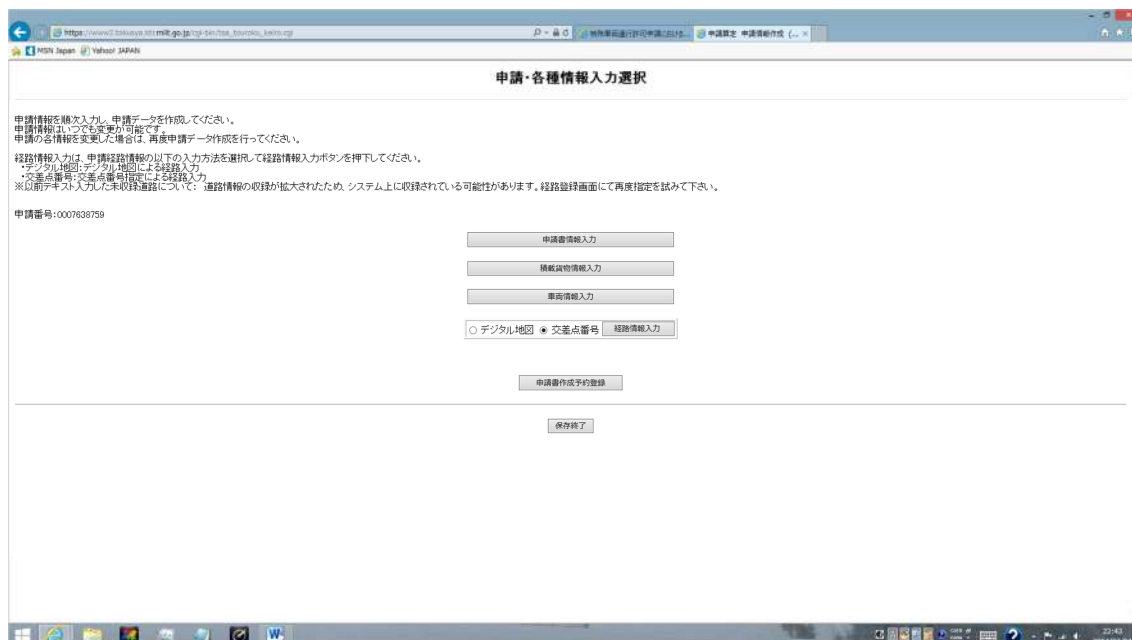 MSN Japan Yahoo! JAPAN
申請・各種情報入力選択
申請情報を順次入力し、申請データを作成してください。
申請情報はいつでも変更が可能です。
申請の各情報を変更した場合は、再度申請データ作成を行ってください。
経路情報入力は、申請経路情報の以下の入力方法を選択して経路情報入力ボタンを押下してください。
・デジタル地図:デジタル地図による経路入力
・交差点番号:交差点番号指定による経路入力
※以前テキスト入力した未収録道路について: 道路情報の収録が拡大されたため、システム上に収録されている可能性があります。経路登録画面にて再度指定を試みて下さい。
申請番号:0007638759
申請書情報入力
積載貨物情報入力
車両情報入力
デジタル地図 交差点番号 経路情報入力
申請書作成予約登録
保存終了
22:43